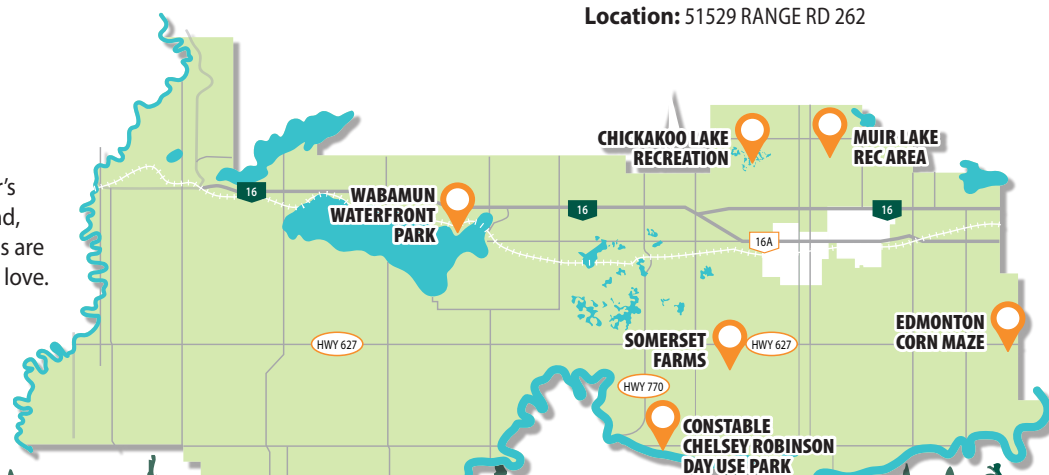 Location: 51529 RANGE RD 262
’s
d,
s are
love.
CHICKAKOO LAKE
RECREATION
MUIR LAKE
REC AREA
WABAMUN
WATERFRONT
PARK
16
16
16
16A
HWY 627
SOMERSET
FARMS
HWY 627
EDMONTON
CORN MAZE
HWY 770
CONSTABLE
CHELSEY ROBINSON
DAY USE PARK